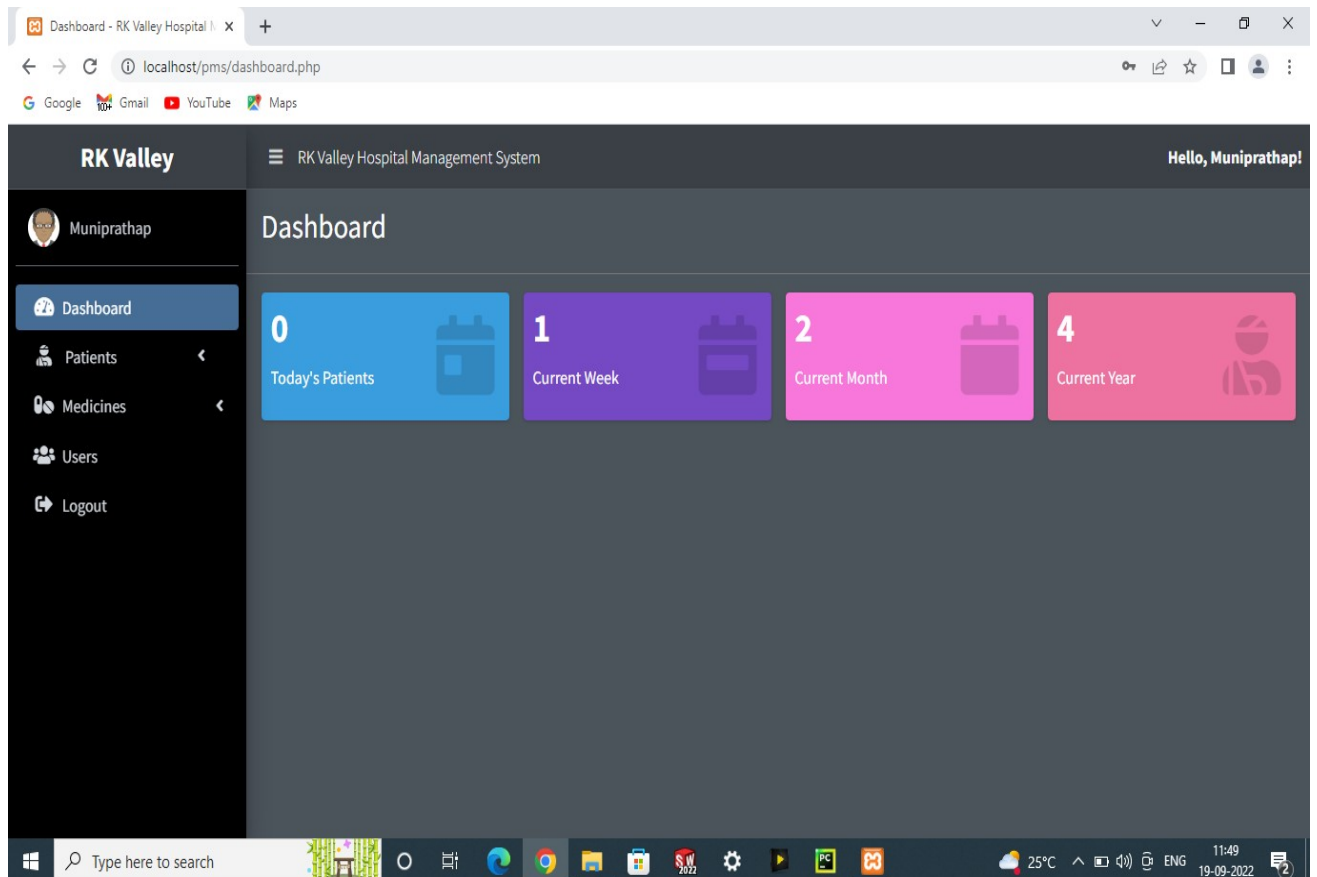 Dashboard - RK Valley Hospital
localhost/pms/dashboard.php
Google Gmail YouTube Maps
RK Valley
RK Valley Hospital Management System
Hello, Muniprathap!
Muniprathap
Dashboard
Dashboard
Patients
Medicines
Users
Logout
0
Today's Patients
1
Current Week
2
Current Month
4
Current Year
Type here to search
25°C ENG
11:49
19-09-2022